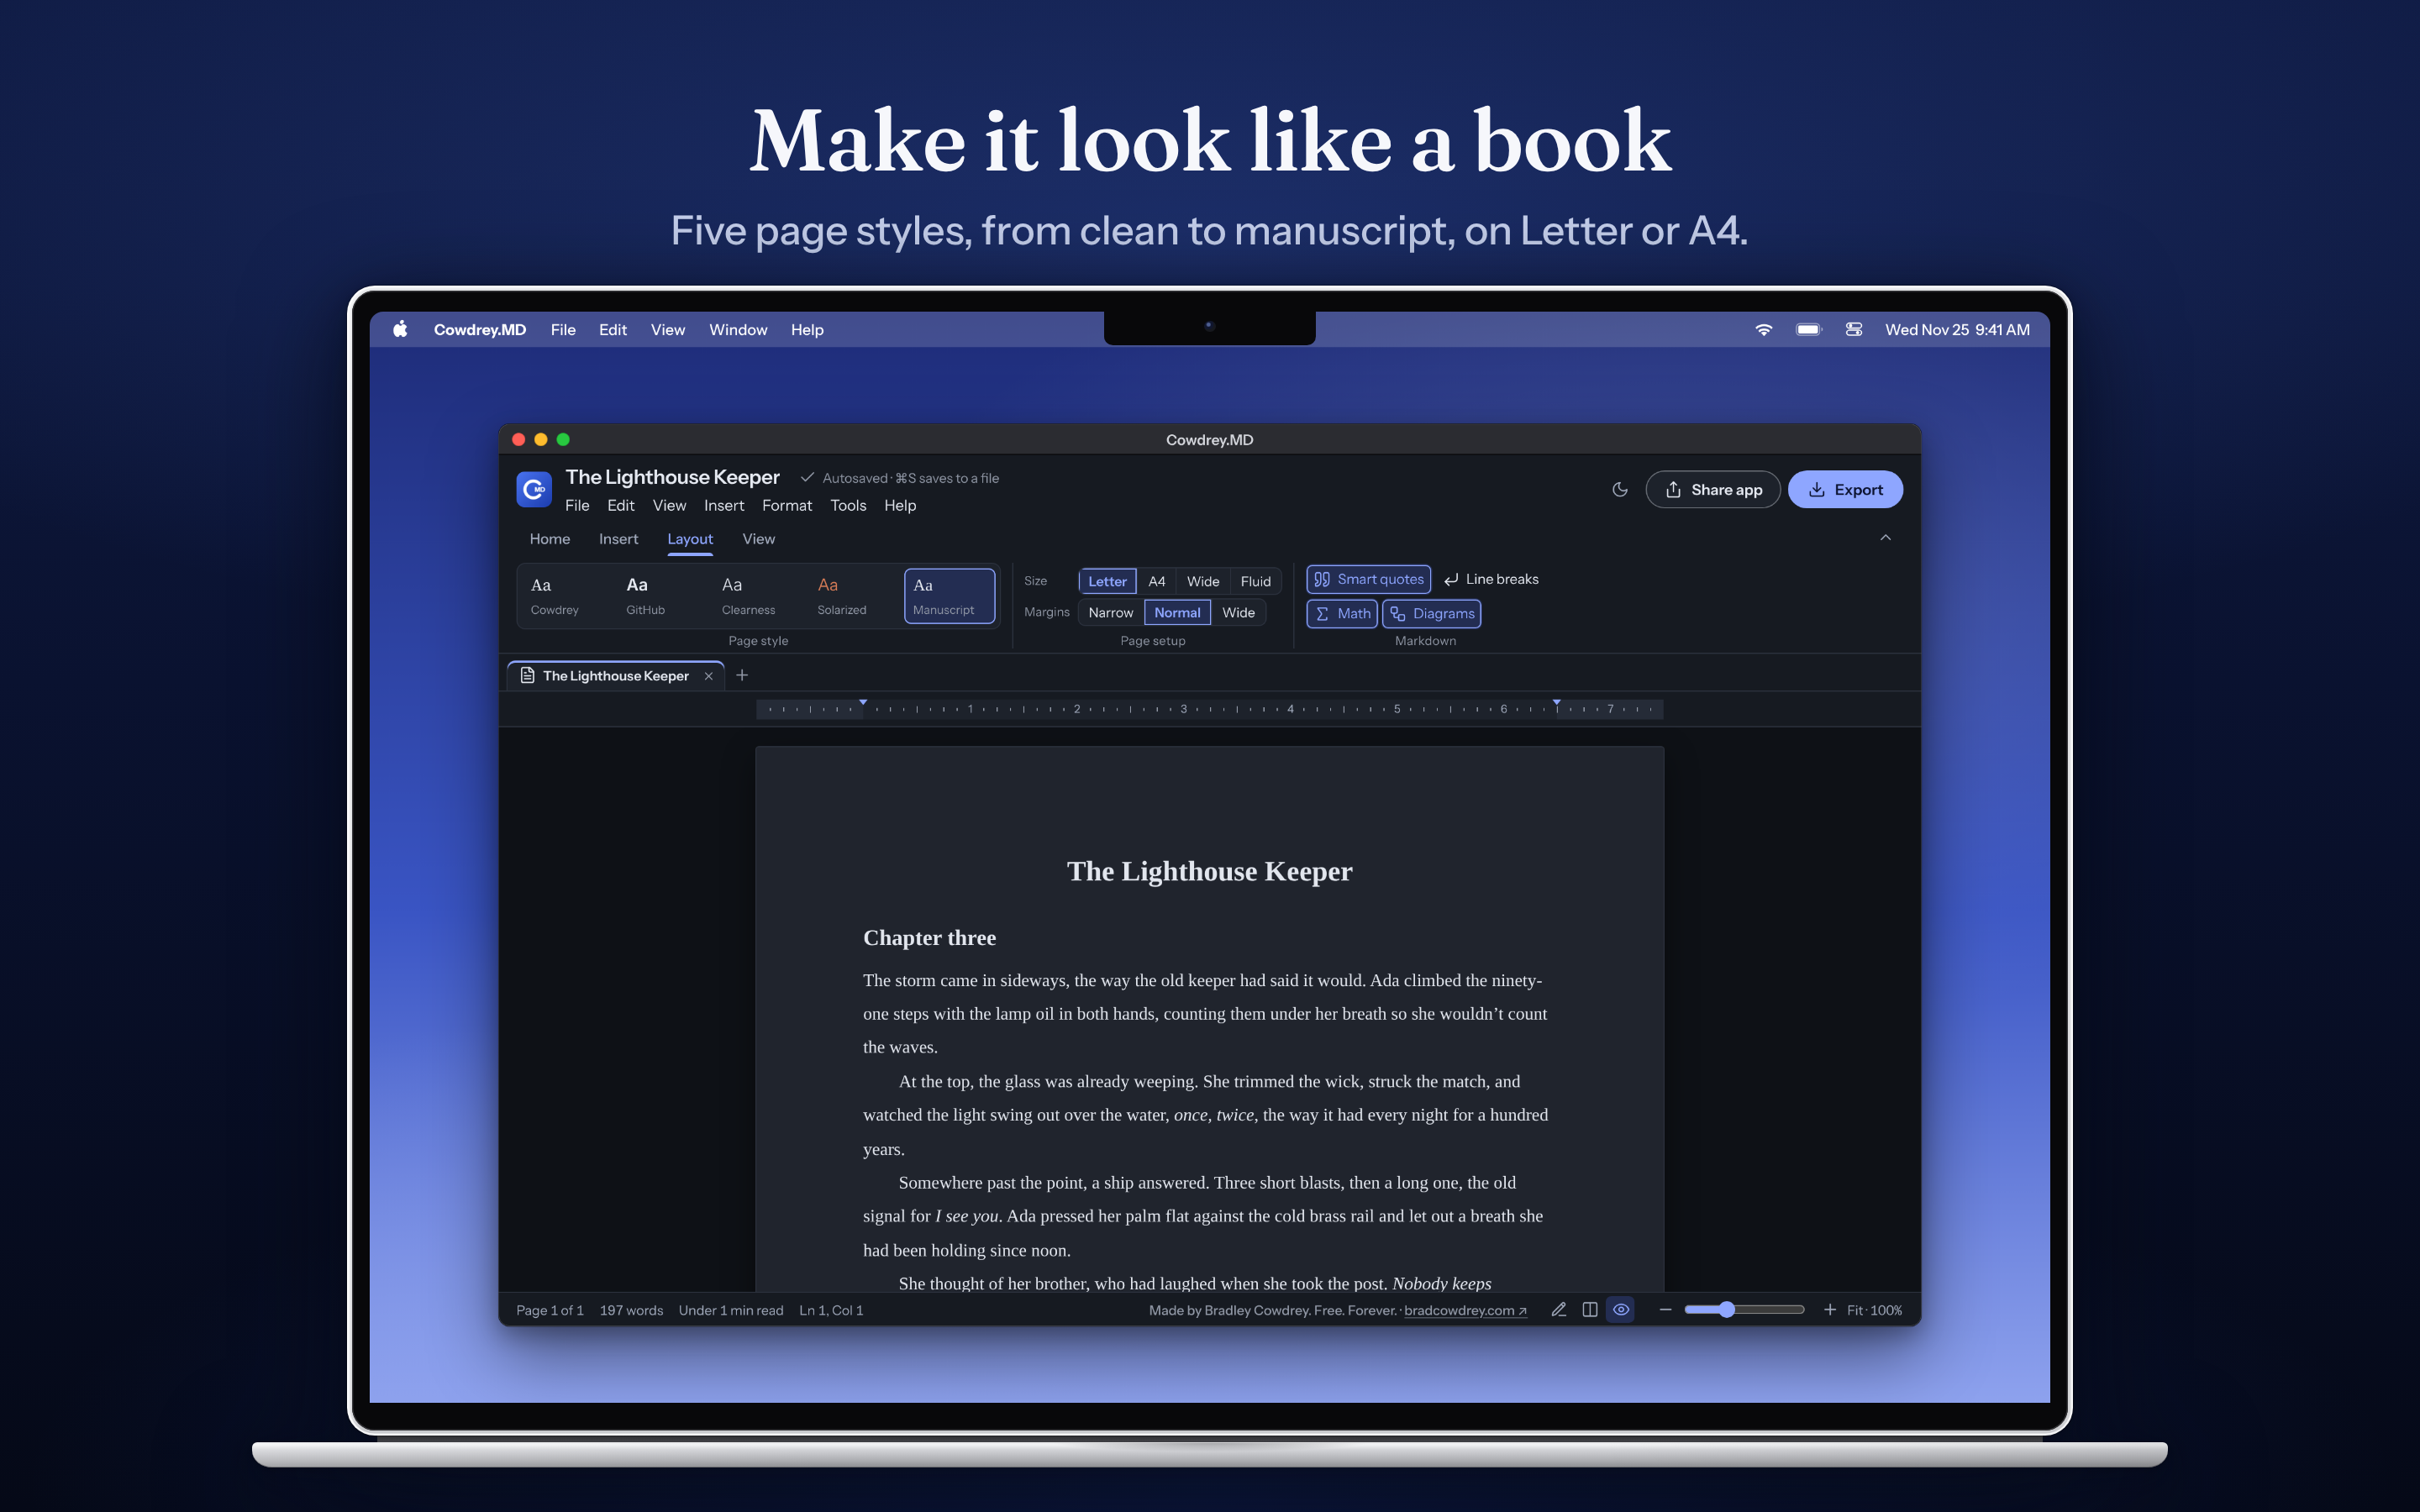 Make it look like a book
Five page styles, from clean to manuscript, on Letter or A4.
Cowdrey.MD File Edit View Window Help
Wed Nov 25 9:41 AM
Cowdrey.MD
CMD
The Lighthouse Keeper
Autosaved · ⌘S saves to a file
File Edit View Insert Format Tools Help
Share app
Export
Home Insert Layout View
Aa Aa Aa Aa Aa
Cowdrey GitHub Clearness Solarized Manuscript
Page style
Size Letter A4 Wide Fluid
Margins Narrow Normal Wide
Page setup
Smart quotes Line breaks
Math Diagrams
Markdown
The Lighthouse Keeper
1 2 3 4 5 6 7
The Lighthouse Keeper
Chapter three
The storm came in sideways, the way the old keeper had said it would. Ada climbed the ninety-
one steps with the lamp oil in both hands, counting them under her breath so she wouldn’t count
the waves.
At the top, the glass was already weeping. She trimmed the wick, struck the match, and
watched the light swing out over the water, once, twice, the way it had every night for a hundred
years.
Somewhere past the point, a ship answered. Three short blasts, then a long one, the old
signal for I see you. Ada pressed her palm flat against the cold brass rail and let out a breath she
had been holding since noon.
She thought of her brother, who had laughed when she took the post. Nobody keeps
Page 1 of 1 197 words Under 1 min read Ln 1, Col 1
Made by Bradley Cowdrey. Free. Forever. · bradcowdrey.com ↗
Fit · 100%